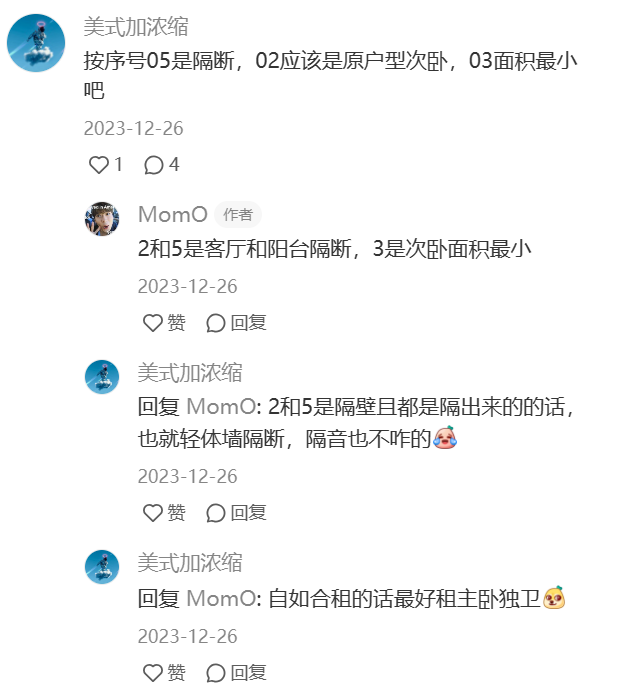 美式加浓缩
按序号05是隔断，02应该是原户型次卧，03面积最小
吧
2023-12-26
1 4
MomO 作者
2和5是客厅和阳台隔断，3是次卧面积最小
2023-12-26
赞 回复
美式加浓缩
回复 MomO: 2和5是隔壁且都是隔出来的的话，
也就轻体墙隔断，隔音也不咋的
2023-12-26
赞 回复
美式加浓缩
回复 MomO: 自如合租的话最好租主卧独卫
2023-12-26
赞 回复